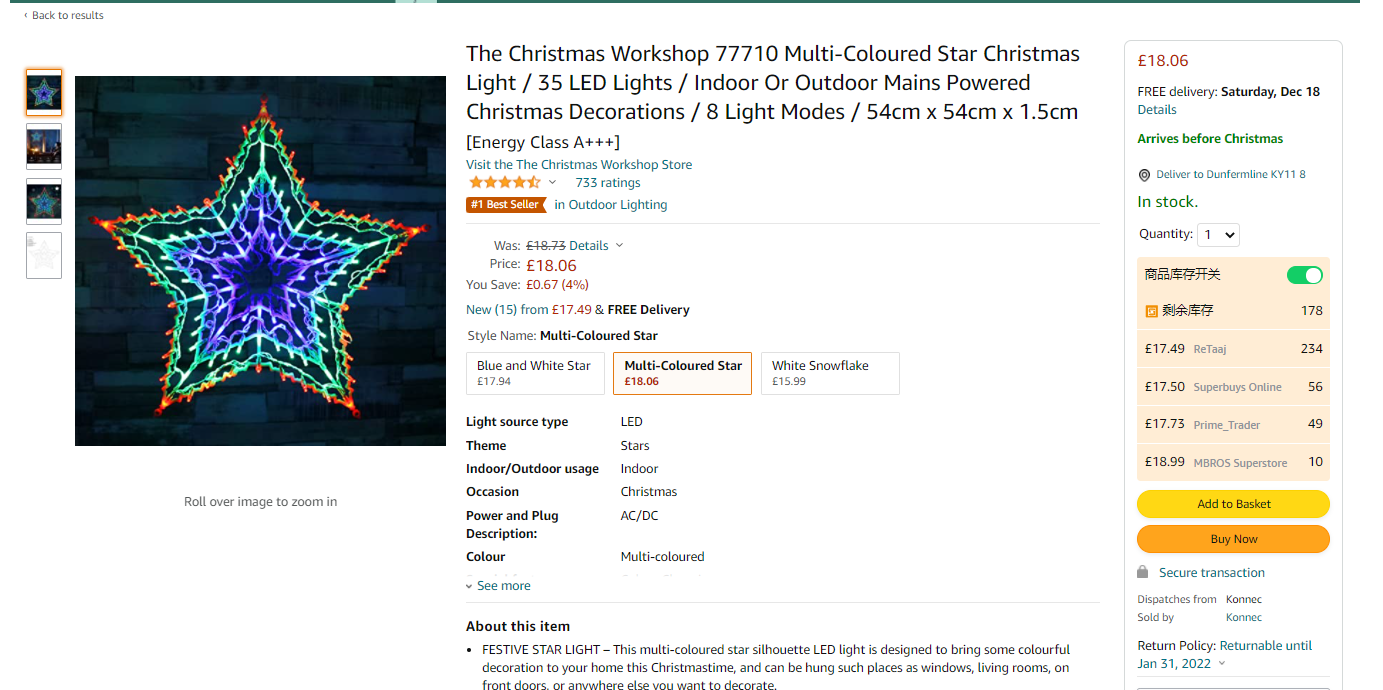 ‹ Back to results
The Christmas Workshop 77710 Multi-Coloured Star Christmas
Light / 35 LED Lights / Indoor Or Outdoor Mains Powered
Christmas Decorations / 8 Light Modes / 54cm x 54cm x 1.5cm
[Energy Class A+++]
Visit the The Christmas Workshop Store
733 ratings
#1 Best Seller in Outdoor Lighting
Was: £18.73 Details
Price: £18.06
You Save: £0.67 (4%)
New (15) from £17.49 & FREE Delivery
Style Name: Multi-Coloured Star
Blue and White Star
£17.94
Multi-Coloured Star
£18.06
White Snowflake
£15.99
Light source type LED
Theme Stars
Indoor/Outdoor usage Indoor
Occasion Christmas
Power and Plug AC/DC
Description:
Colour Multi-coloured
See more
Roll over image to zoom in
About this item
• FESTIVE STAR LIGHT – This multi-coloured star silhouette LED light is designed to bring some colourful
decoration to your home this Christmastime, and can be hung such places as windows, living rooms, on
front doors, or anywhere else you want to decorate.
£18.06
FREE delivery: Saturday, Dec 18
Details
Arrives before Christmas
Deliver to Dunfermline KY11 8
In stock.
Quantity: 1
商品库存开关
剩余库存 178
£17.49 ReTaaj 234
£17.50 Superbuys Online 56
£17.73 Prime_Trader 49
£18.99 MBROS Superstore 10
Add to Basket
Buy Now
Secure transaction
Dispatches from Konnec
Sold by Konnec
Return Policy: Returnable until
Jan 31, 2022